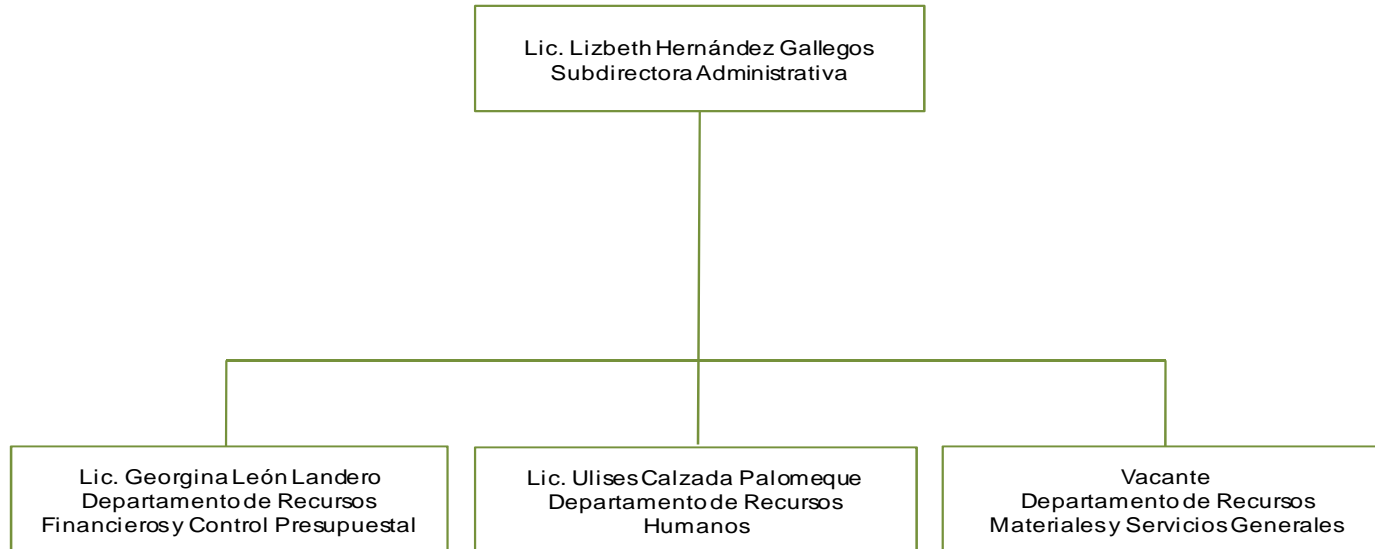 Lic. Lizbeth Hernández Gallegos
Subdirectora Administrativa
Lic. Georgina León Landero
Departamento de Recursos
Financieros y Control Presupuestal
Lic. Ulises Calzada Palomeque
Departamento de Recursos
Humanos
Vacante
Departamento de Recursos
Materiales y Servicios Generales